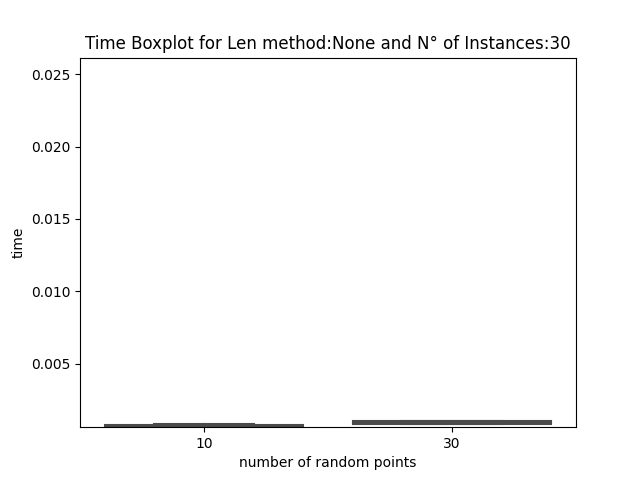 Time Boxplot for Len method:None and N° of Instances:30
0.025
0.020
0.015
0.010
0.005
time
10 30
number of random points